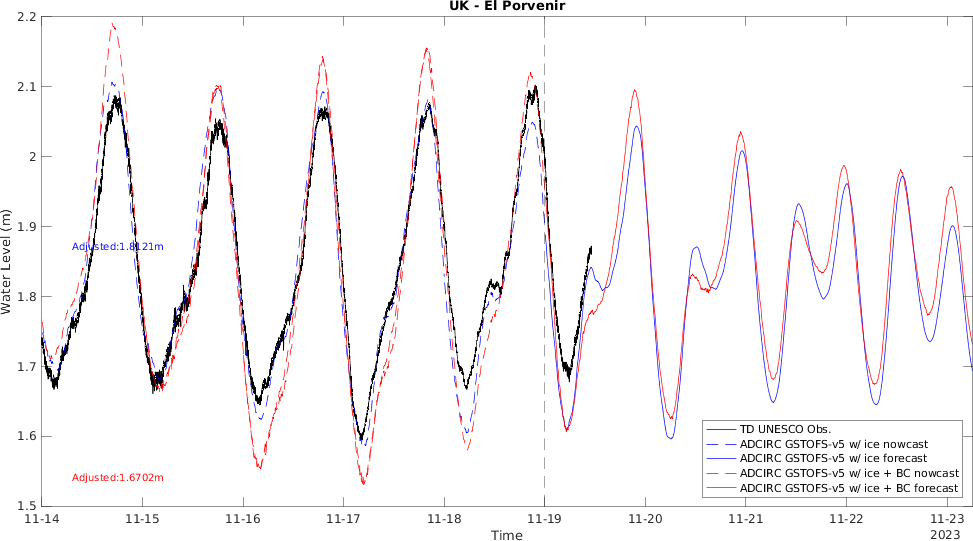 UK - El Porvenir
2.2
2.1
2
1.9
1.8
1.7
1.6
1.5
Water Level (m)
Adjusted:1.8121m
Adjusted:1.6702m
TD UNESCO Obs.
ADCIRC GSTOFS-v5 w/ ice nowcast
ADCIRC GSTOFS-v5 w/ ice forecast
ADCIRC GSTOFS-v5 w/ ice + BC nowcast
ADCIRC GSTOFS-v5 w/ ice + BC forecast
11-14 11-15 11-16 11-17 11-18 11-19 11-20 11-21 11-22 11-23
Time
2023